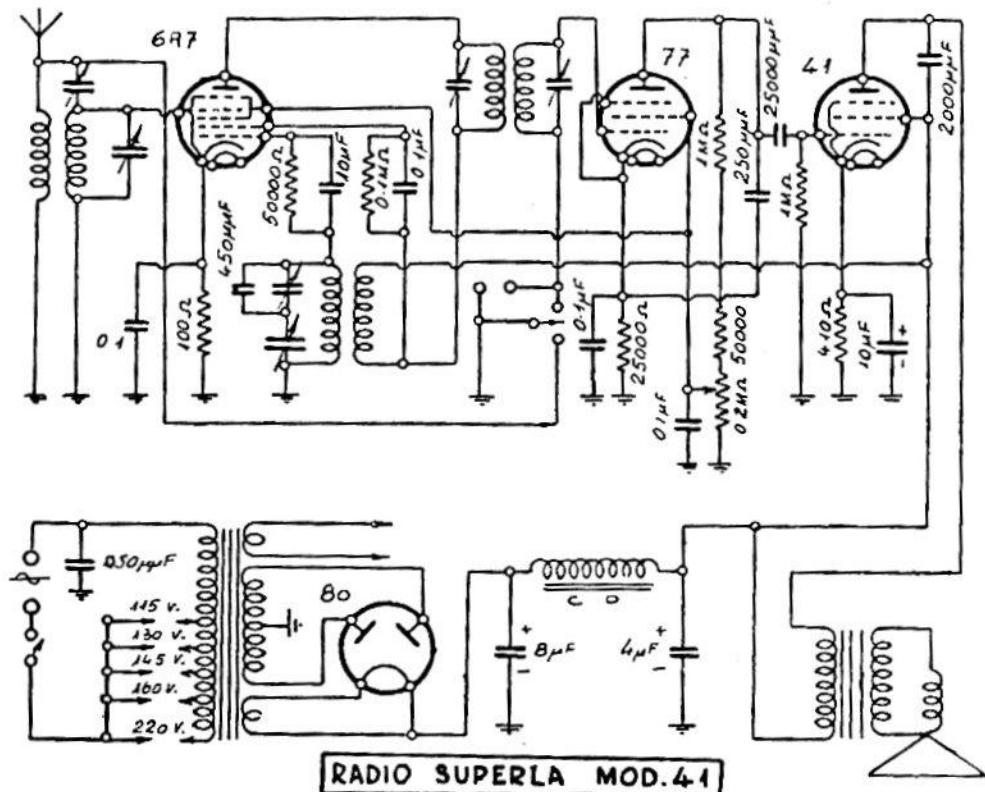 6A7
77
41
2000μμF
25000μμF
1MΩ
250μμF
1MΩ
50000Ω
10μF
0.1MΩ
0.1μF
450μμF
0.1
100Ω
0.1μF
25000Ω
50000
0.2MΩ
0.1μF
410Ω
10μF
+
-
115 V.
130 V.
145 V.
160 V.
220 V.
80
C D
+
8μF
-
+
4μF
-
RADIO SUPERLA MOD. 41